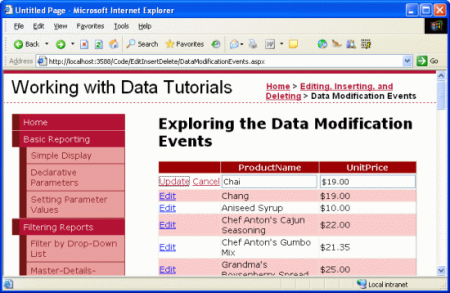 Untitled Page - Microsoft Internet Explorer
File Edit View Favorites Tools Help
Back Search Favorites
Address http://localhost:3588/Code/EditInsertDelete/DataModificationEvents.aspx Go
Working with Data Tutorials
Home > Editing, Inserting, and
Deleting > Data Modification Events
Home
Basic Reporting
Simple Display
Declarative
Parameters
Setting Parameter
Values
Filtering Reports
Filter by Drop-Down
List
Master-Details-
Exploring the Data Modification
Events
ProductName UnitPrice
Update Cancel Chai $19.00
Edit Chang $19.00
Edit Aniseed Syrup $10.00
Edit Chef Anton's Cajun
Seasoning $22.00
Edit Chef Anton's Gumbo
Mix $21.35
Edit Grandma's
Boysenberry Spread $25.00
Local intranet